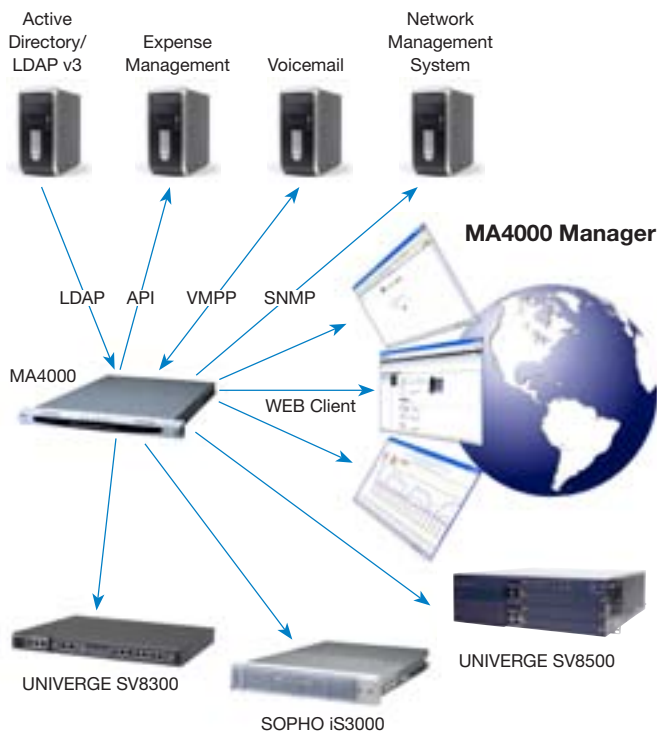 Active
Directory/
LDAP v3
Expense
Management
Voicemail
Network
Management
System
MA4000 Manager
LDAP
API
VMPP
SNMP
MA4000
WEB Client
UNIVERGE SV8300
SOPHO iS3000
UNIVERGE SV8500